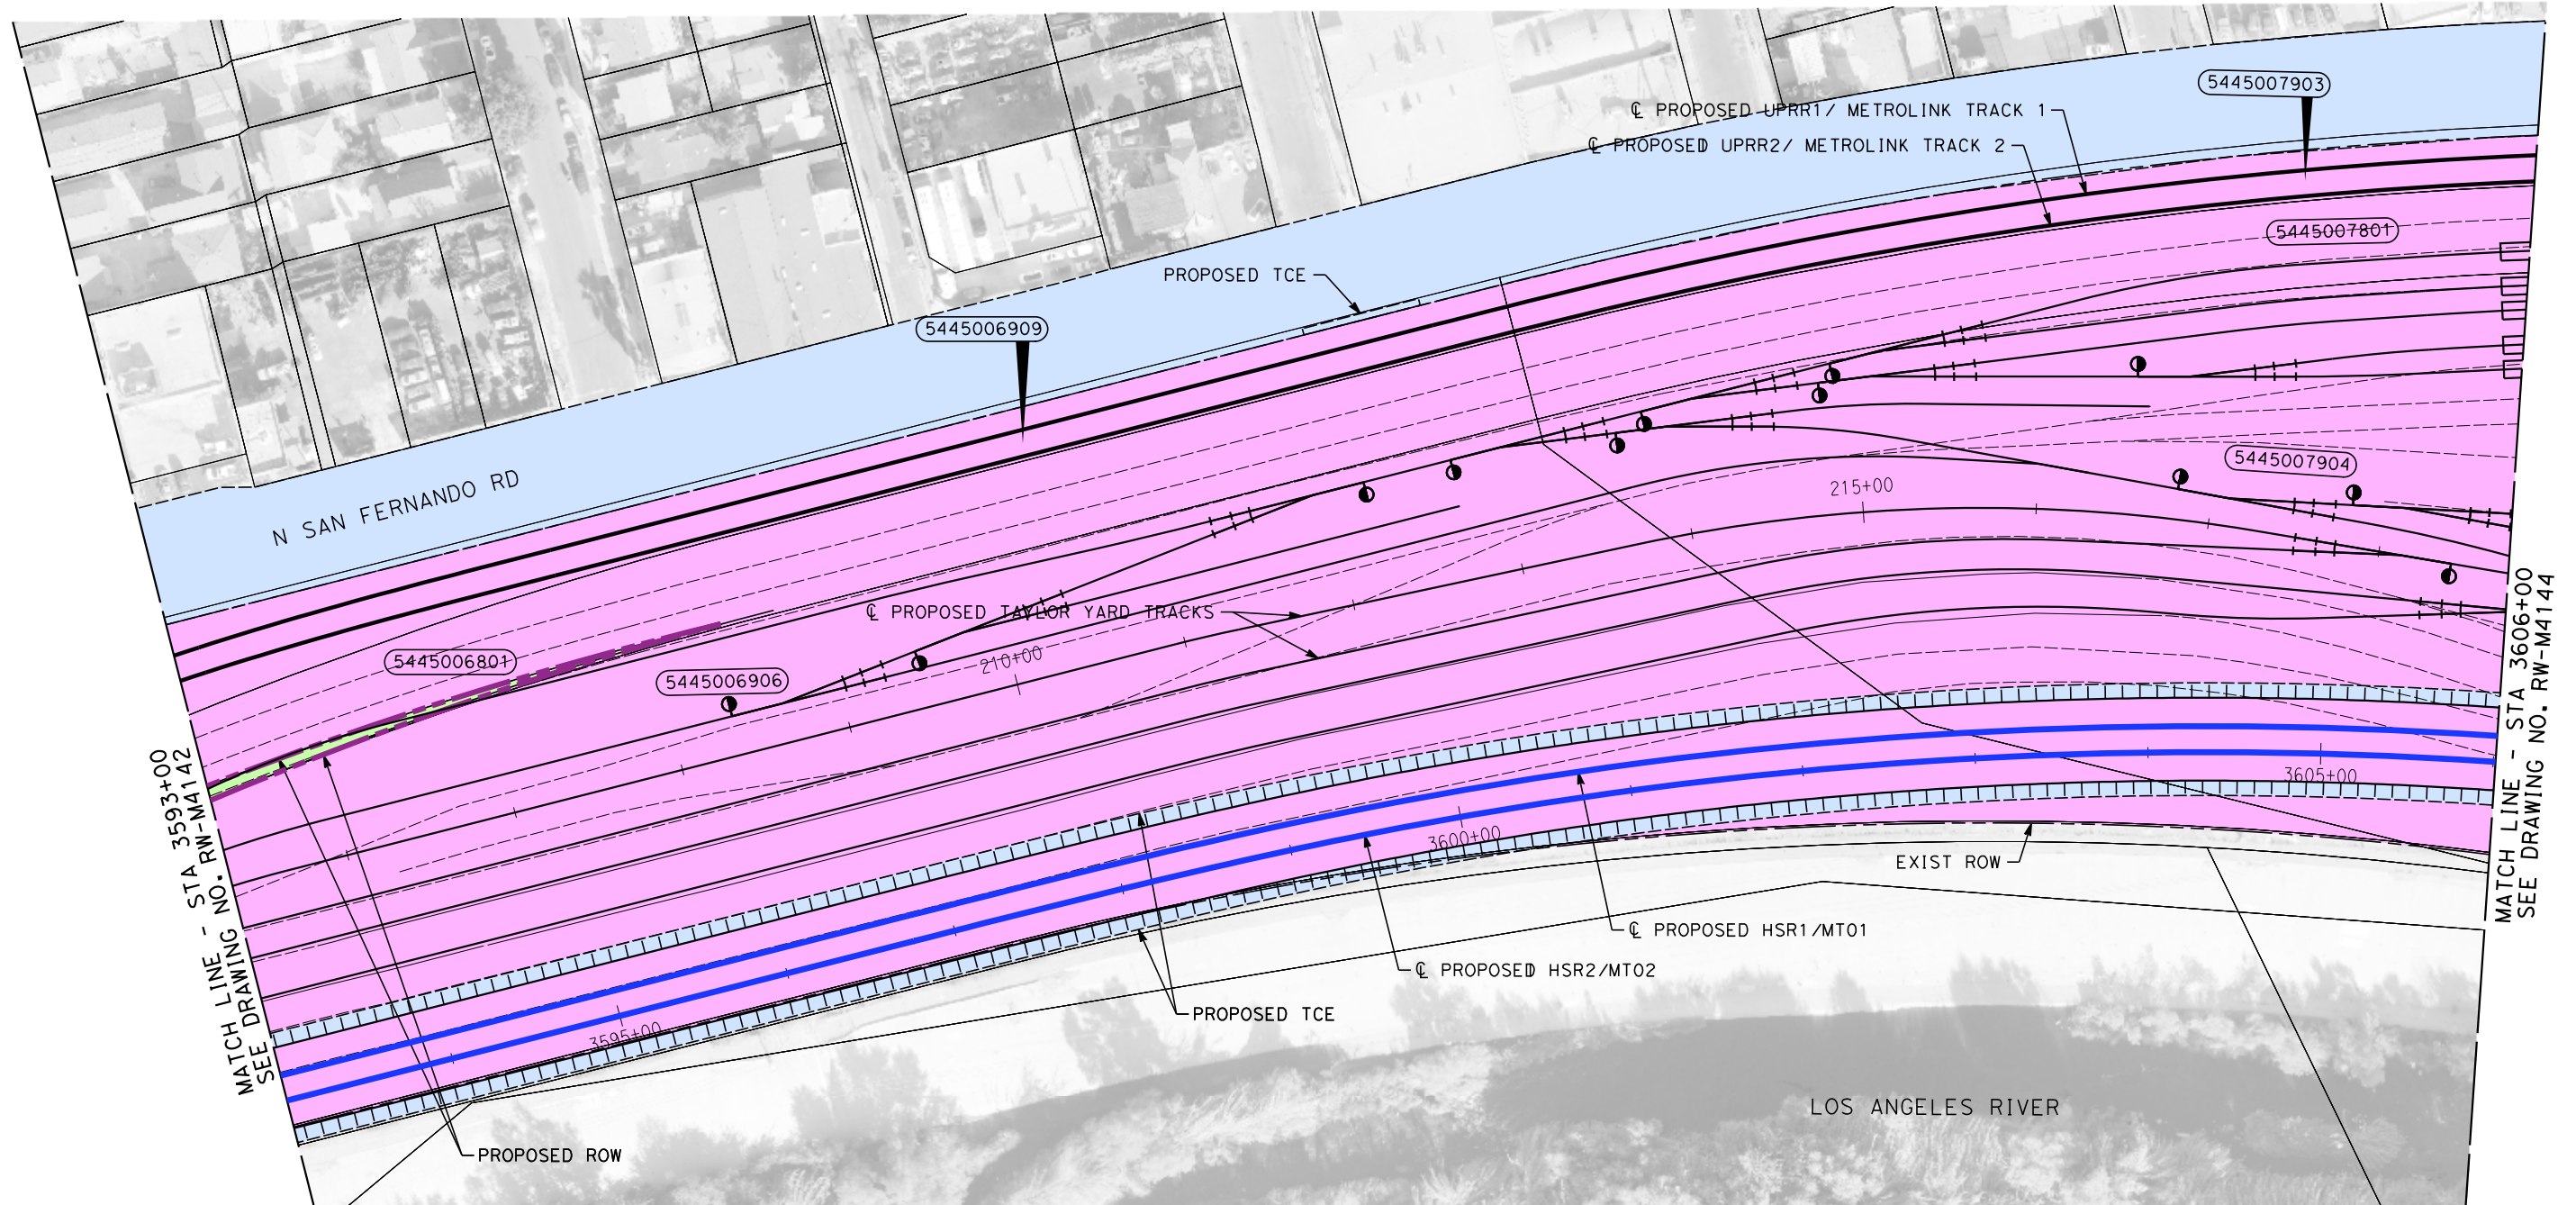 5445007903
℄ PROPOSED UPRR1/ METROLINK TRACK 1
℄ PROPOSED UPRR2/ METROLINK TRACK 2
5445007801
PROPOSED TCE
5445006909
N SAN FERNANDO RD
5445007904
215+00
℄ PROPOSED TAYLOR YARD TRACKS
5445006801
210+00
5445006906
MATCH LINE - STA 3593+00
SEE DRAWING NO. RW-M4142
MATCH LINE - STA 3606+00
SEE DRAWING NO. RW-M4144
3605+00
3600+00
EXIST ROW
℄ PROPOSED HSR1/MT01
℄ PROPOSED HSR2/MT02
PROPOSED TCE
3595+00
LOS ANGELES RIVER
PROPOSED ROW